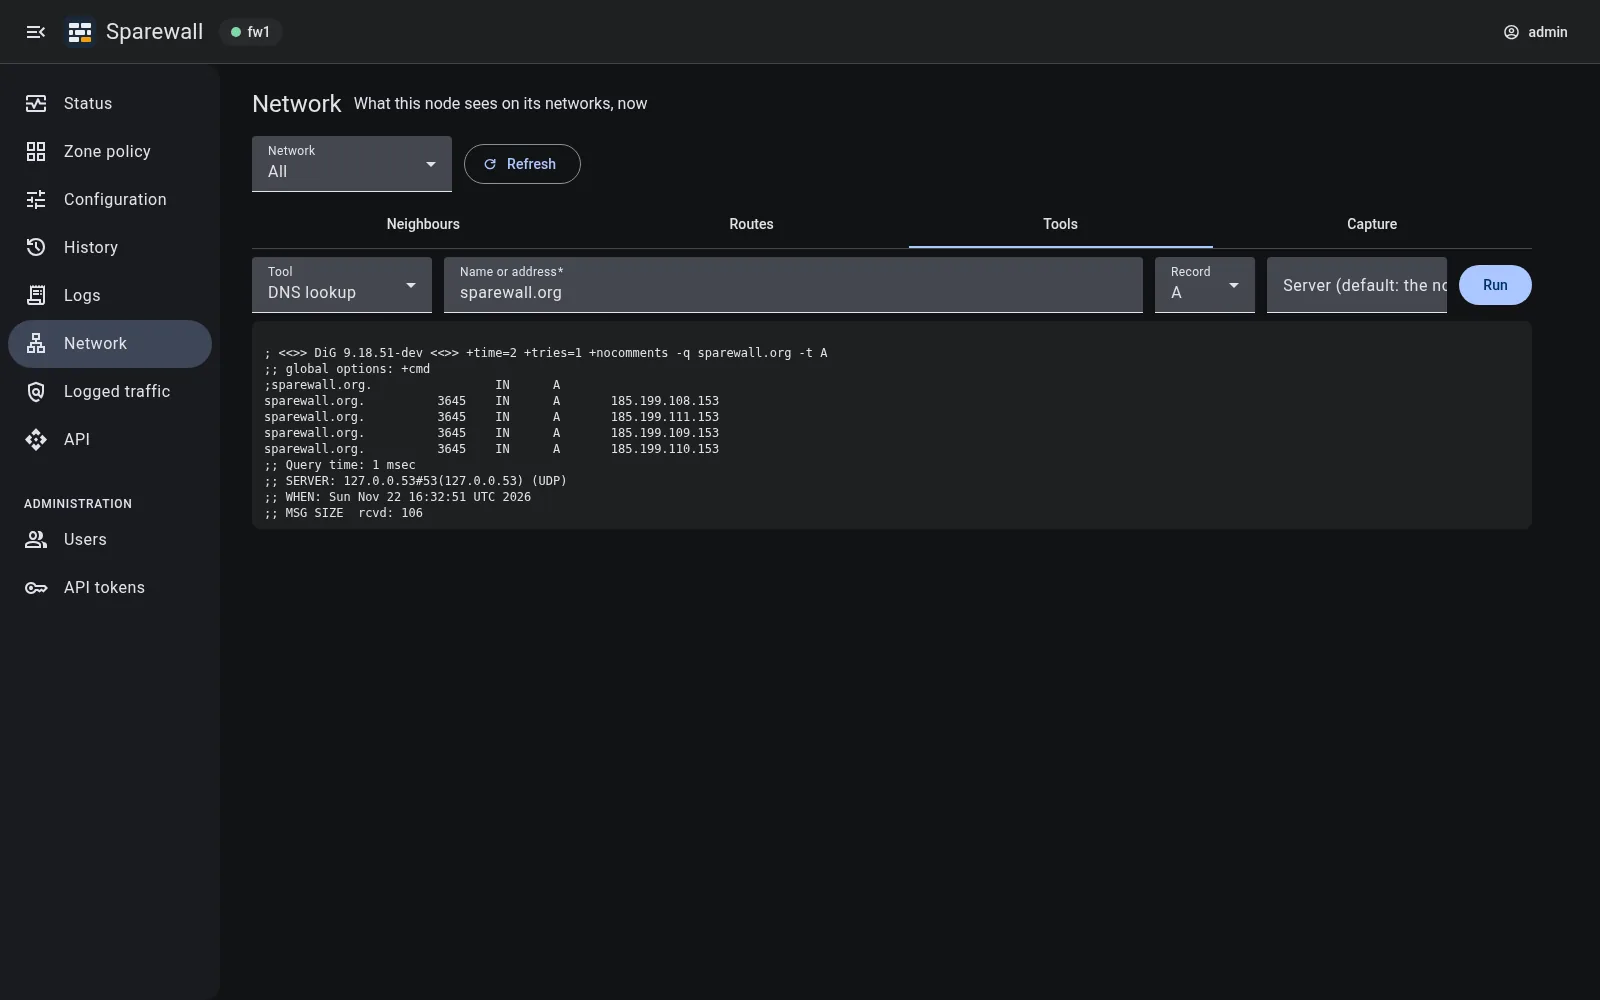 Sparewall
fw1
admin
Status
Zone policy
Configuration
History
Logs
Network
Logged traffic
API
ADMINISTRATION
Users
API tokens
Network What this node sees on its networks, now
Network
All
Refresh
Neighbours Routes Tools Capture
Tool
DNS lookup
Name or address*
sparewall.org
Record
A
Server (default: the no
Run
; <<>> DiG 9.18.51-dev <<>> +time=2 +tries=1 +nocomments -q sparewall.org -t A
;; global options: +cmd
;sparewall.org. IN A
sparewall.org. 3645 IN A 185.199.108.153
sparewall.org. 3645 IN A 185.199.111.153
sparewall.org. 3645 IN A 185.199.109.153
sparewall.org. 3645 IN A 185.199.110.153
;; Query time: 1 msec
;; SERVER: 127.0.0.53#53(127.0.0.53) (UDP)
;; WHEN: Sun Nov 22 16:32:51 UTC 2026
;; MSG SIZE rcvd: 106